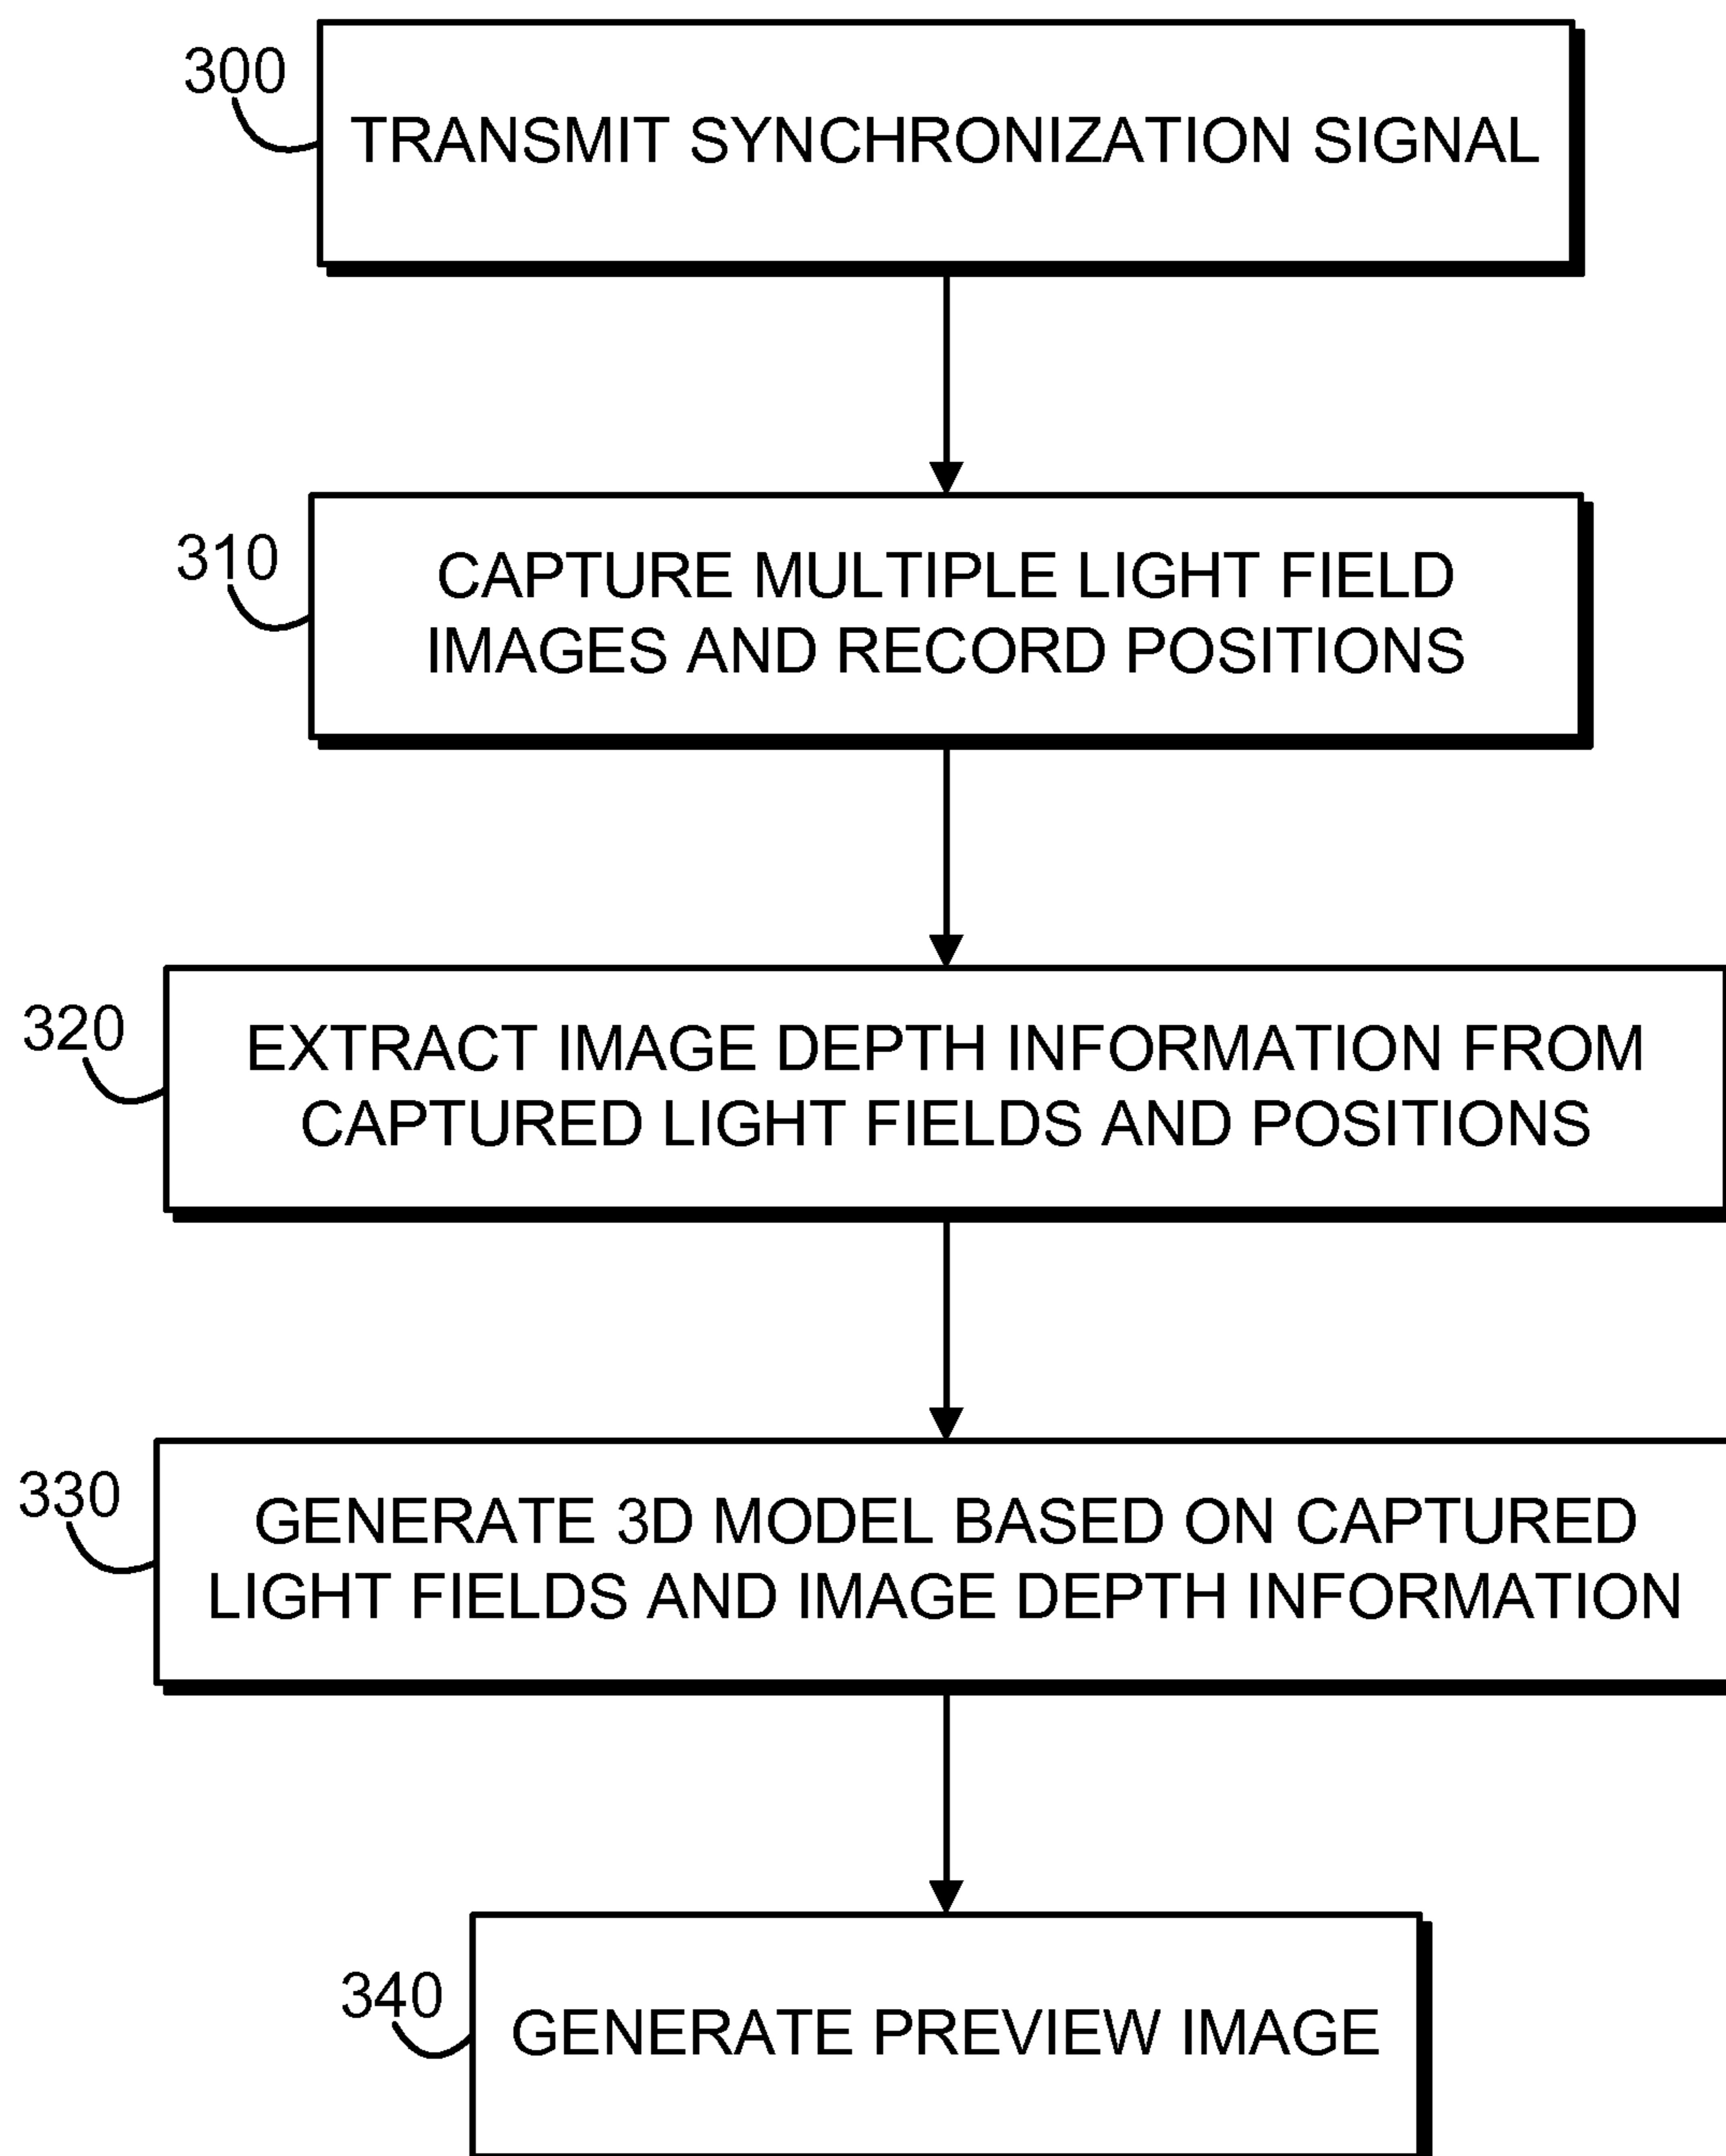 300
TRANSMIT SYNCHRONIZATION SIGNAL
310
CAPTURE MULTIPLE LIGHT FIELD
IMAGES AND RECORD POSITIONS
320
EXTRACT IMAGE DEPTH INFORMATION FROM
CAPTURED LIGHT FIELDS AND POSITIONS
330
GENERATE 3D MODEL BASED ON CAPTURED
LIGHT FIELDS AND IMAGE DEPTH INFORMATION
340
GENERATE PREVIEW IMAGE